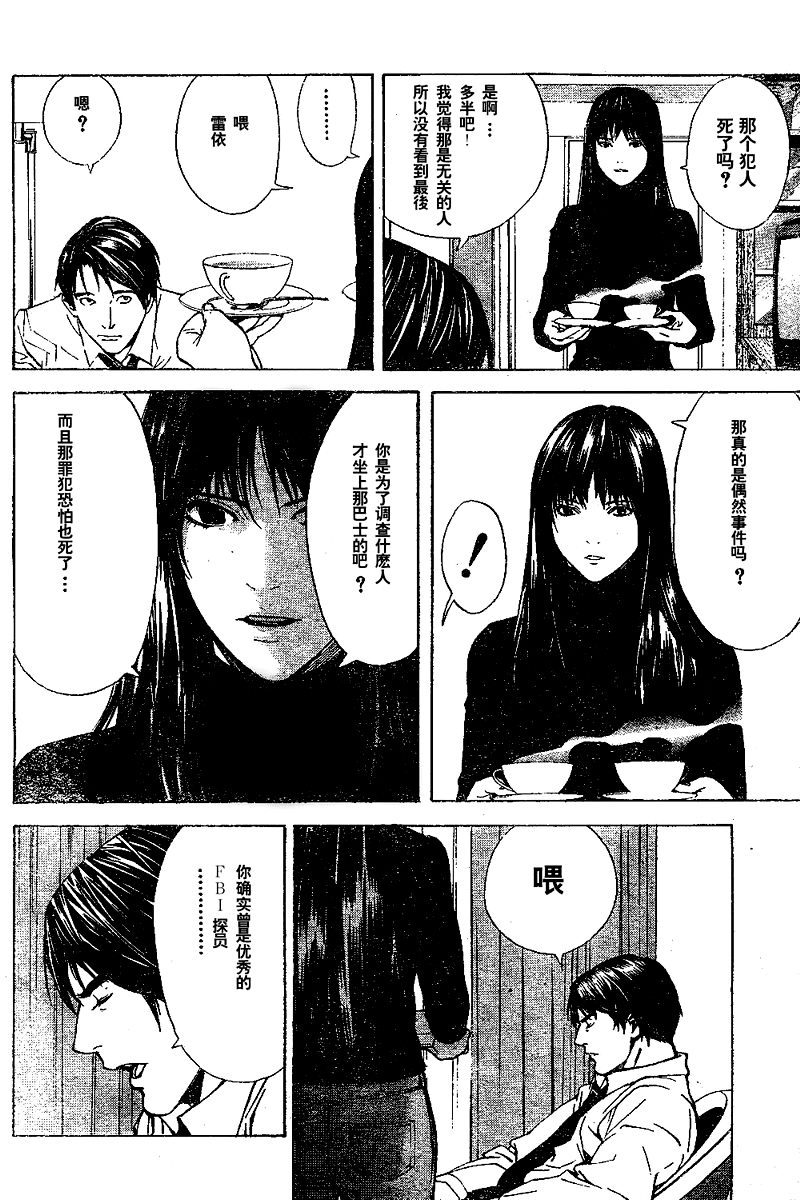 那个犯人
死了吗？
是啊…
多半吧！
我觉得那是无关的人
所以没有看到最後
………
喂
雷依
嗯？
那真的是偶然事件吗？
！
你是为了调查什麽人
才坐上那巴士的吧？
而且那罪犯恐怕也死了…
喂
你确实曾是优秀的
FBI探员
…………